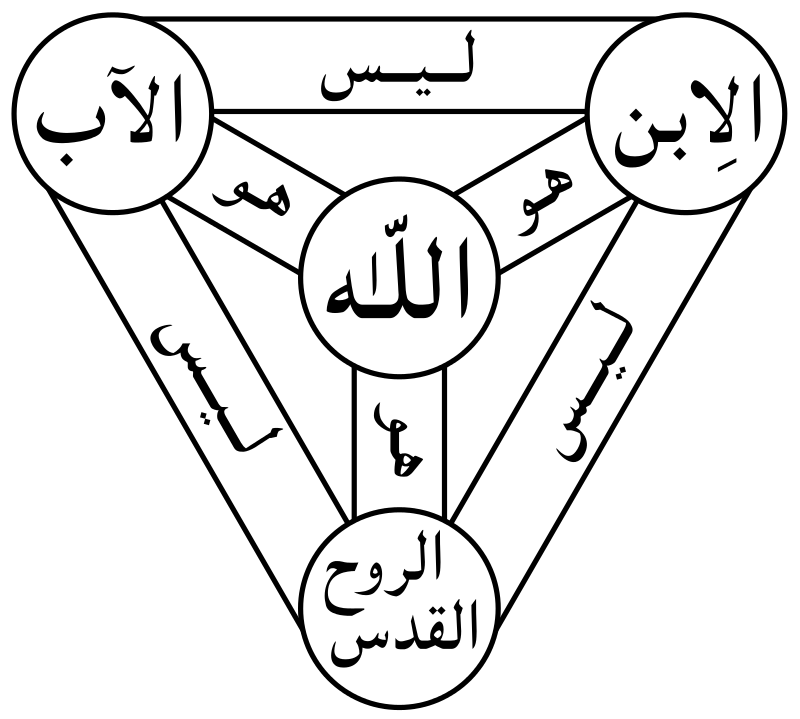 ليس
الاِبن
الآب
هو
هو
اللّٰه
ليس
ليس
هو
الروح
القدس